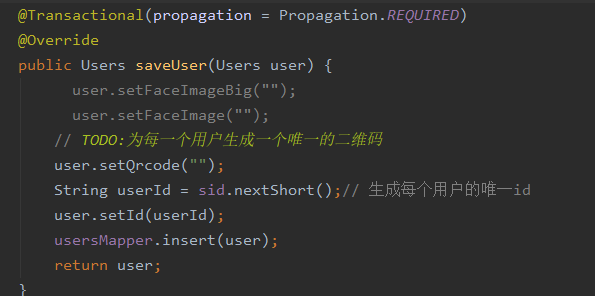 @Transactional(propagation = Propagation.REQUIRED)
@Override
public Users saveUser(Users user) {
user.setFaceImageBig("");
user.setFaceImage("");
// TODO:为每一个用户生成一个唯一的二维码
user.setQrcode("");
String userId = sid.nextShort();// 生成每个用户的唯一id
user.setId(userId);
usersMapper.insert(user);
return user;
}